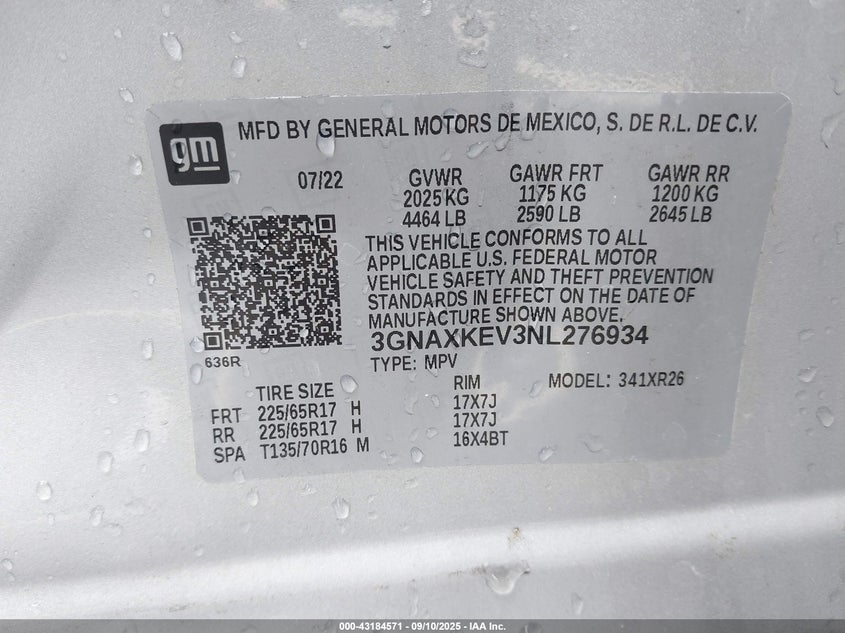 gm
MFD BY GENERAL MOTORS DE MEXICO, S. DE R.L. DE C.V.
07/22 GVWR GAWR FRT GAWR RR
2025 KG 1175 KG 1200 KG
4464 LB 2590 LB 2645 LB
THIS VEHICLE CONFORMS TO ALL
APPLICABLE U.S. FEDERAL MOTOR
VEHICLE SAFETY AND THEFT PREVENTION
STANDARDS IN EFFECT ON THE DATE OF
MANUFACTURE SHOWN ABOVE.
3GNAXKEV3NL276934
636R
TYPE: MPV
TIRE SIZE RIM MODEL: 341XR26
FRT 225/65R17 H 17X7J
RR 225/65R17 H 17X7J
SPA T135/70R16 M 16X4BT
000-43184571 - 09/10/2025 - IAA Inc.